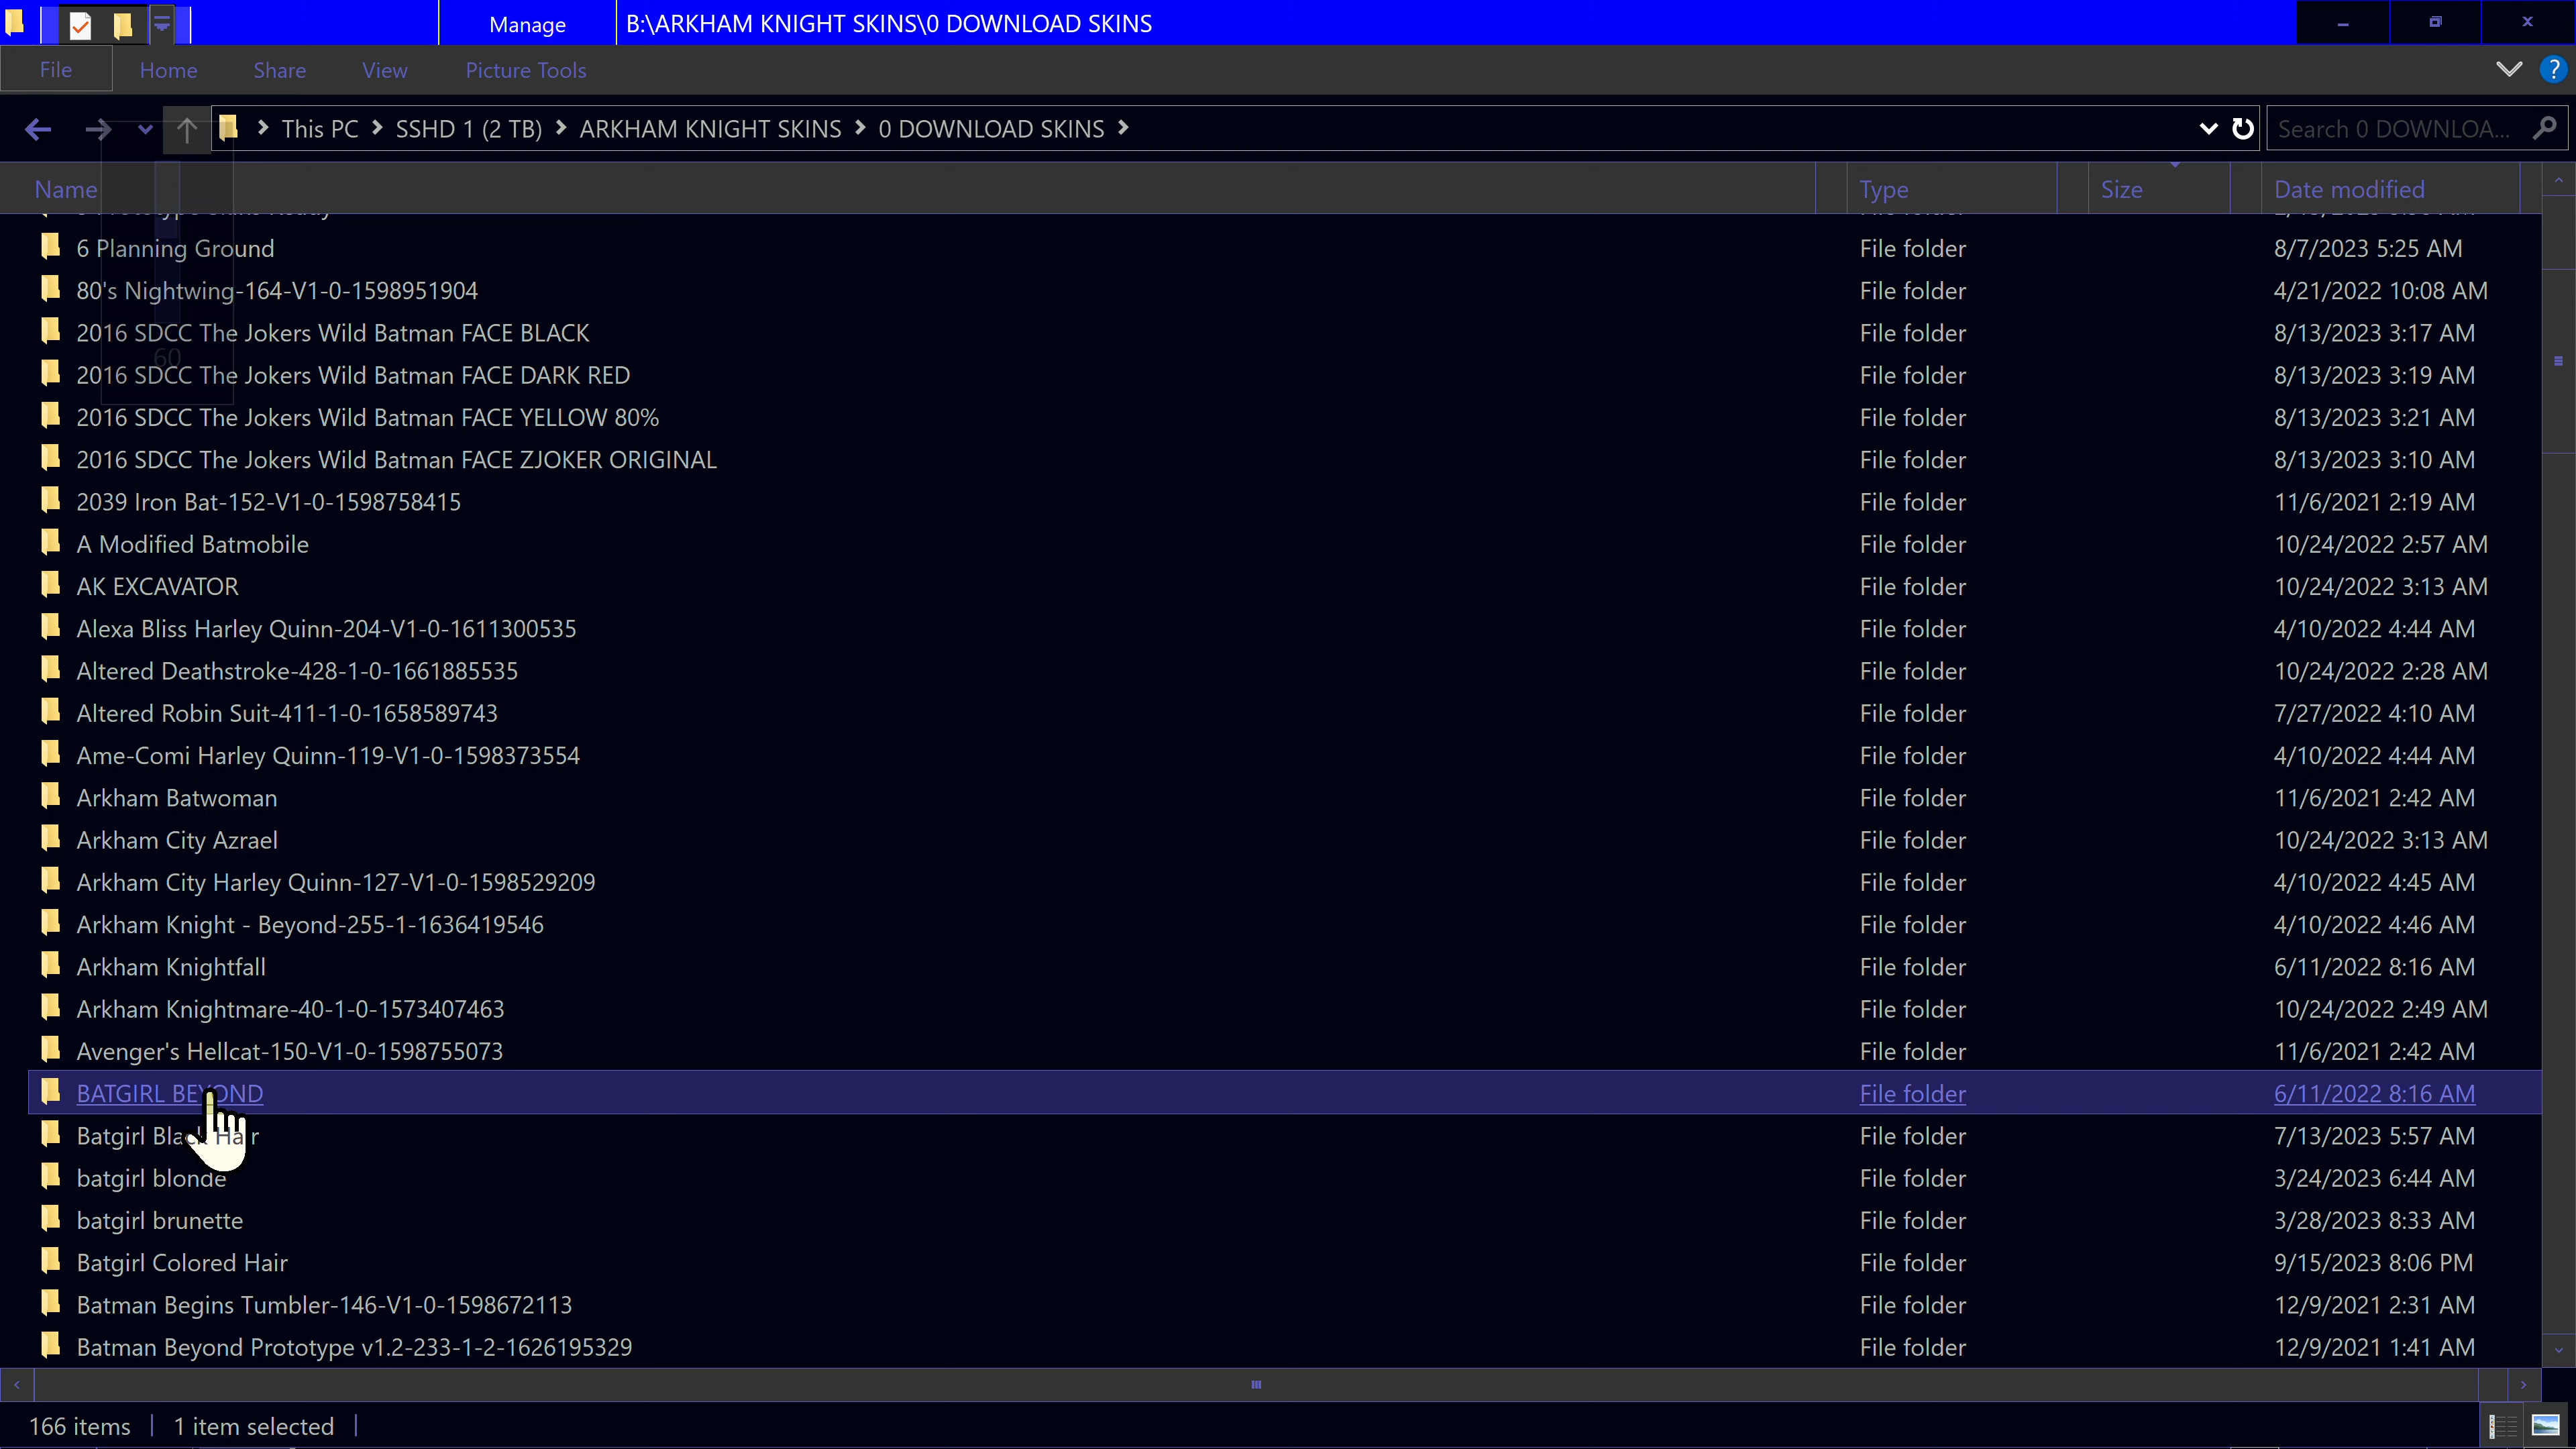 Manage B:\ARKHAM KNIGHT SKINS\0 DOWNLOAD SKINS
File Home Share View Picture Tools
This PC SSHD 1 (2 TB) ARKHAM KNIGHT SKINS 0 DOWNLOAD SKINS Search 0 DOWNLOA...
Name Type Size Date modified
6 Planning Ground File folder 8/7/2023 5:25 AM
80's Nightwing-164-V1-0-1598951904 File folder 4/21/2022 10:08 AM
2016 SDCC The Jokers Wild Batman FACE BLACK File folder 8/13/2023 3:17 AM
60
2016 SDCC The Jokers Wild Batman FACE DARK RED File folder 8/13/2023 3:19 AM
2016 SDCC The Jokers Wild Batman FACE YELLOW 80% File folder 8/13/2023 3:21 AM
2016 SDCC The Jokers Wild Batman FACE ZJOKER ORIGINAL File folder 8/13/2023 3:10 AM
2039 Iron Bat-152-V1-0-1598758415 File folder 11/6/2021 2:19 AM
A Modified Batmobile File folder 10/24/2022 2:57 AM
AK EXCAVATOR File folder 10/24/2022 3:13 AM
Alexa Bliss Harley Quinn-204-V1-0-1611300535 File folder 4/10/2022 4:44 AM
Altered Deathstroke-428-1-0-1661885535 File folder 10/24/2022 2:28 AM
Altered Robin Suit-411-1-0-1658589743 File folder 7/27/2022 4:10 AM
Ame-Comi Harley Quinn-119-V1-0-1598373554 File folder 4/10/2022 4:44 AM
Arkham Batwoman File folder 11/6/2021 2:42 AM
Arkham City Azrael File folder 10/24/2022 3:13 AM
Arkham City Harley Quinn-127-V1-0-1598529209 File folder 4/10/2022 4:45 AM
Arkham Knight - Beyond-255-1-1636419546 File folder 4/10/2022 4:46 AM
Arkham Knightfall File folder 6/11/2022 8:16 AM
Arkham Knightmare-40-1-0-1573407463 File folder 10/24/2022 2:49 AM
Avenger's Hellcat-150-V1-0-1598755073 File folder 11/6/2021 2:42 AM
BATGIRL BEYOND File folder 6/11/2022 8:16 AM
Batgirl Black Hair File folder 7/13/2023 5:57 AM
batgirl blonde File folder 3/24/2023 6:44 AM
batgirl brunette File folder 3/28/2023 8:33 AM
Batgirl Colored Hair File folder 9/15/2023 8:06 PM
Batman Begins Tumbler-146-V1-0-1598672113 File folder 12/9/2021 2:31 AM
Batman Beyond Prototype v1.2-233-1-2-1626195329 File folder 12/9/2021 1:41 AM
166 items 1 item selected